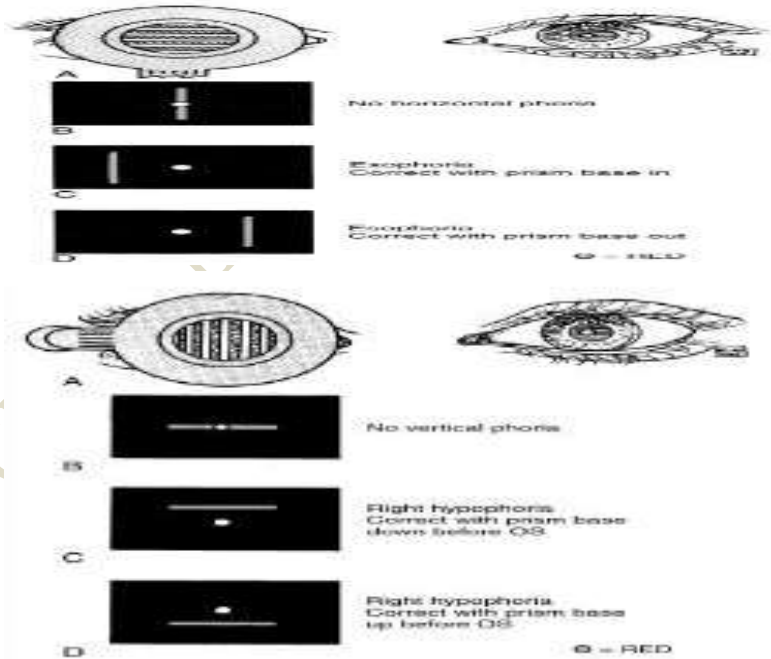 A
No horizontal phoria
B
Exophoria
Correct with prism base in
C
Esophoria
Correct with prism base out
D
= RED
A
No vertical phoria
B
Right hypophoria
Correct with prism base
down before OS
C
Right
Correct with prism base
up before OS
D
= RED